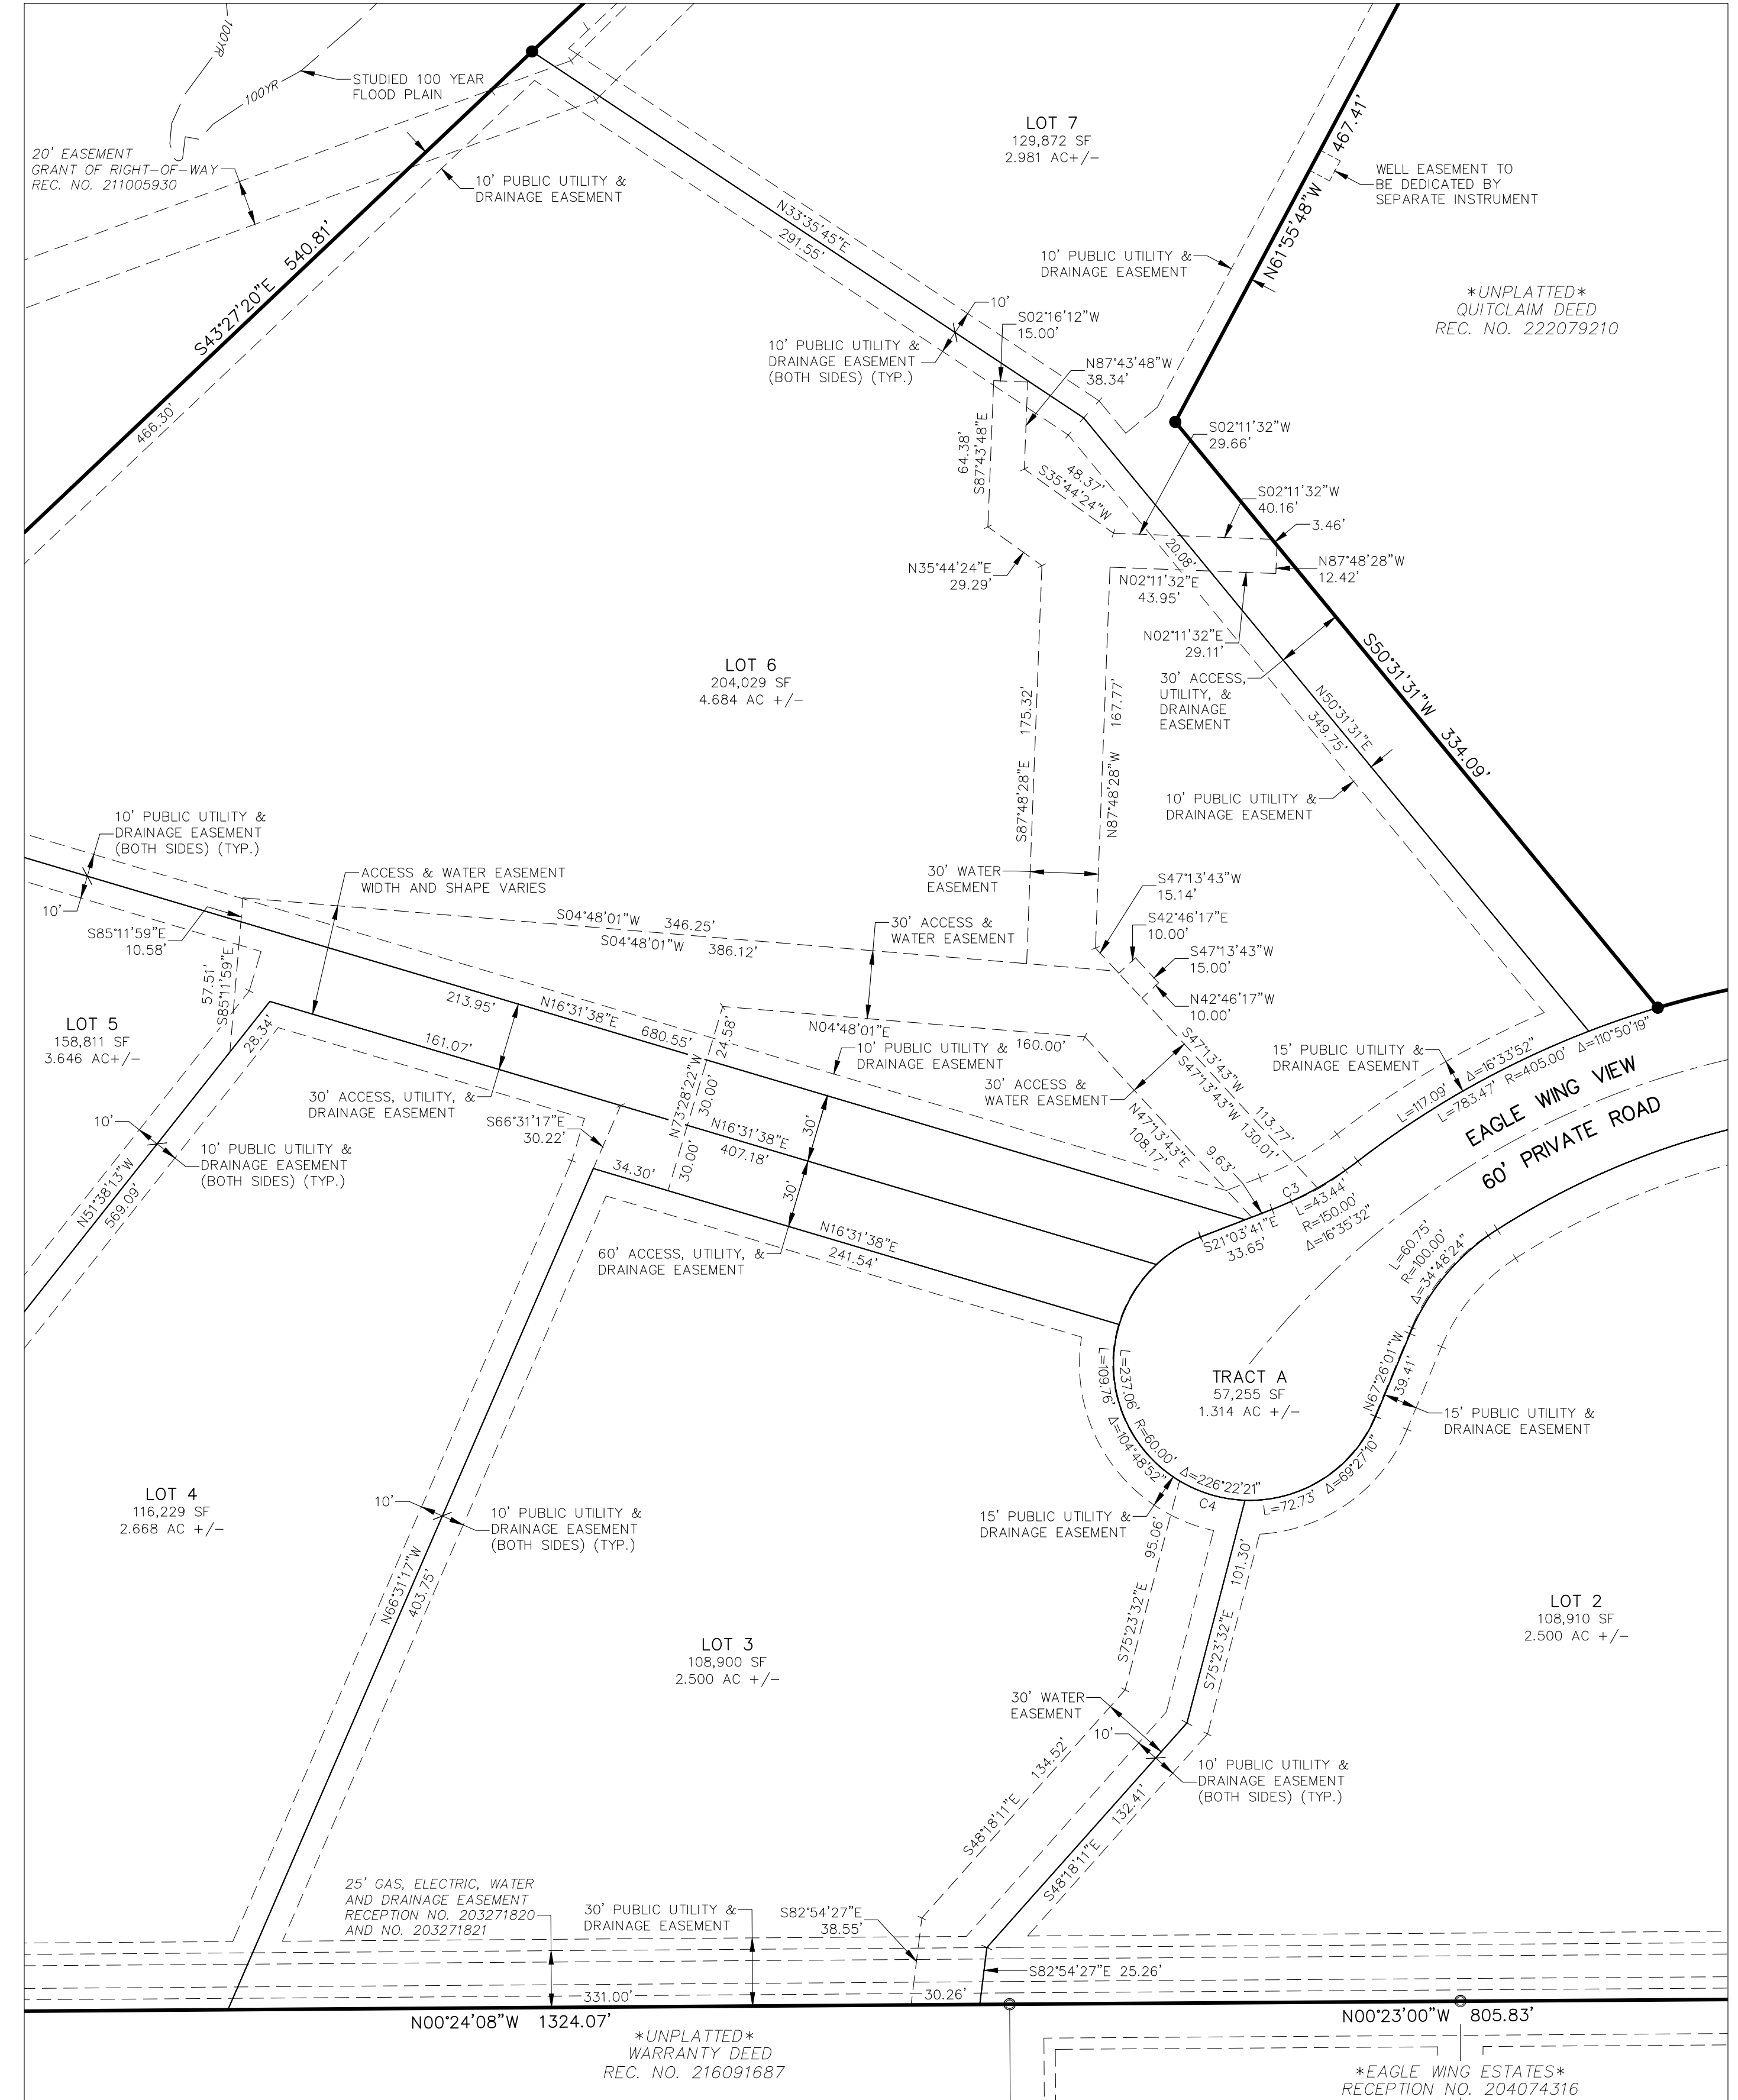 100YR
100YR
STUDIED 100 YEAR
FLOOD PLAIN
20' EASEMENT
GRANT OF RIGHT-OF-WAY
REC. NO. 211005930
10' PUBLIC UTILITY &
DRAINAGE EASEMENT
S43°27'20"E 540.81'
466.30'
LOT 7
129,872 SF
2.981 AC+/-
N33°35'45"E
291.55'
467.41'
N61°55'48"W
WELL EASEMENT TO
BE DEDICATED BY
SEPARATE INSTRUMENT
10' PUBLIC UTILITY &
DRAINAGE EASEMENT
*UNPLATTED*
QUITCLAIM DEED
REC. NO. 222079210
10'
10' PUBLIC UTILITY &
DRAINAGE EASEMENT
(BOTH SIDES) (TYP.)
S02°16'12"W
15.00'
N87°43'48"W
38.34'
64.38'
S87°43'48"E
48.37'
S35°44'24"W
S02°11'32"W
29.66'
S02°11'32"W
40.16'
3.46'
N87°48'28"W
12.42'
20.08'
N35°44'24"E
29.29'
N02°11'32"E
43.95'
N02°11'32"E
29.11'
LOT 6
204,029 SF
4.684 AC +/-
30' ACCESS,
UTILITY, &
DRAINAGE
EASEMENT
S50°31'31"W 334.09'
N50°31'31"E
349.75'
S87°48'28"E 175.32'
N87°48'28"W 167.77'
10' PUBLIC UTILITY &
DRAINAGE EASEMENT
10' PUBLIC UTILITY &
DRAINAGE EASEMENT
(BOTH SIDES) (TYP.)
10'
ACCESS & WATER EASEMENT
WIDTH AND SHAPE VARIES
30' WATER
EASEMENT
S47°13'43"W
15.14'
S42°46'17"E
10.00'
S47°13'43"W
15.00'
N42°46'17"W
10.00'
S85°11'59"E
10.58'
57.51'
S85°11'59"E
S04°48'01"W 346.25'
S04°48'01"W 386.12'
30' ACCESS &
WATER EASEMENT
LOT 5
158,811 SF
3.646 AC+/-
28.34'
213.95'
N16°31'38"E 680.55'
161.07'
24.58'
N04°48'01"E 160.00'
10' PUBLIC UTILITY &
DRAINAGE EASEMENT
30' ACCESS &
WATER EASEMENT
30' ACCESS, UTILITY, &
DRAINAGE EASEMENT
N73°28'22"W
30.00'
30.00'
S66°31'17"E
30.22'
34.30'
N16°31'38"E
407.18'
30'
30'
N16°31'38"E
241.54'
60' ACCESS, UTILITY, &
DRAINAGE EASEMENT
S47°13'43"W 113.77'
S47°13'43"W 130.01'
N47°13'43"E
108.17'
9.63'
15' PUBLIC UTILITY &
DRAINAGE EASEMENT
L=117.09' Δ=16°33'52"
L=783.47' R=405.00' Δ=110°50'19"
EAGLE WING VIEW
60' PRIVATE ROAD
C3
L=43.44'
R=150.00'
Δ=16°35'32"
S21°03'41"E
33.65'
L=60.75'
R=100.00'
Δ=34°48'24"
10'
10' PUBLIC UTILITY &
DRAINAGE EASEMENT
(BOTH SIDES) (TYP.)
N51°38'13"W
569.09'
TRACT A
57,255 SF
1.314 AC +/-
N67°26'01"W
39.41'
15' PUBLIC UTILITY &
DRAINAGE EASEMENT
L=109.76' Δ=104°48'52"
L=237.06' R=60.00' Δ=226°22'21"
C4
L=72.73' Δ=69°27'10"
15' PUBLIC UTILITY &
DRAINAGE EASEMENT
LOT 4
116,229 SF
2.668 AC +/-
10'
10' PUBLIC UTILITY &
DRAINAGE EASEMENT
(BOTH SIDES) (TYP.)
N66°31'17"W
403.75'
S75°23'32"E 95.06'
S75°23'32"E 101.30'
LOT 2
108,910 SF
2.500 AC +/-
LOT 3
108,900 SF
2.500 AC +/-
30' WATER
EASEMENT
10'
10' PUBLIC UTILITY &
DRAINAGE EASEMENT
(BOTH SIDES) (TYP.)
S48°18'11"E 134.52'
S48°18'11"E 132.41'
25' GAS, ELECTRIC, WATER
AND DRAINAGE EASEMENT
RECEPTION NO. 203271820
AND NO. 203271821
30' PUBLIC UTILITY &
DRAINAGE EASEMENT
S82°54'27"E
38.55'
S82°54'27"E 25.26'
331.00'
30.26'
N00°24'08"W 1324.07'
N00°23'00"W 805.83'
*UNPLATTED*
WARRANTY DEED
REC. NO. 216091687
*EAGLE WING ESTATES*
RECEPTION NO. 204074316